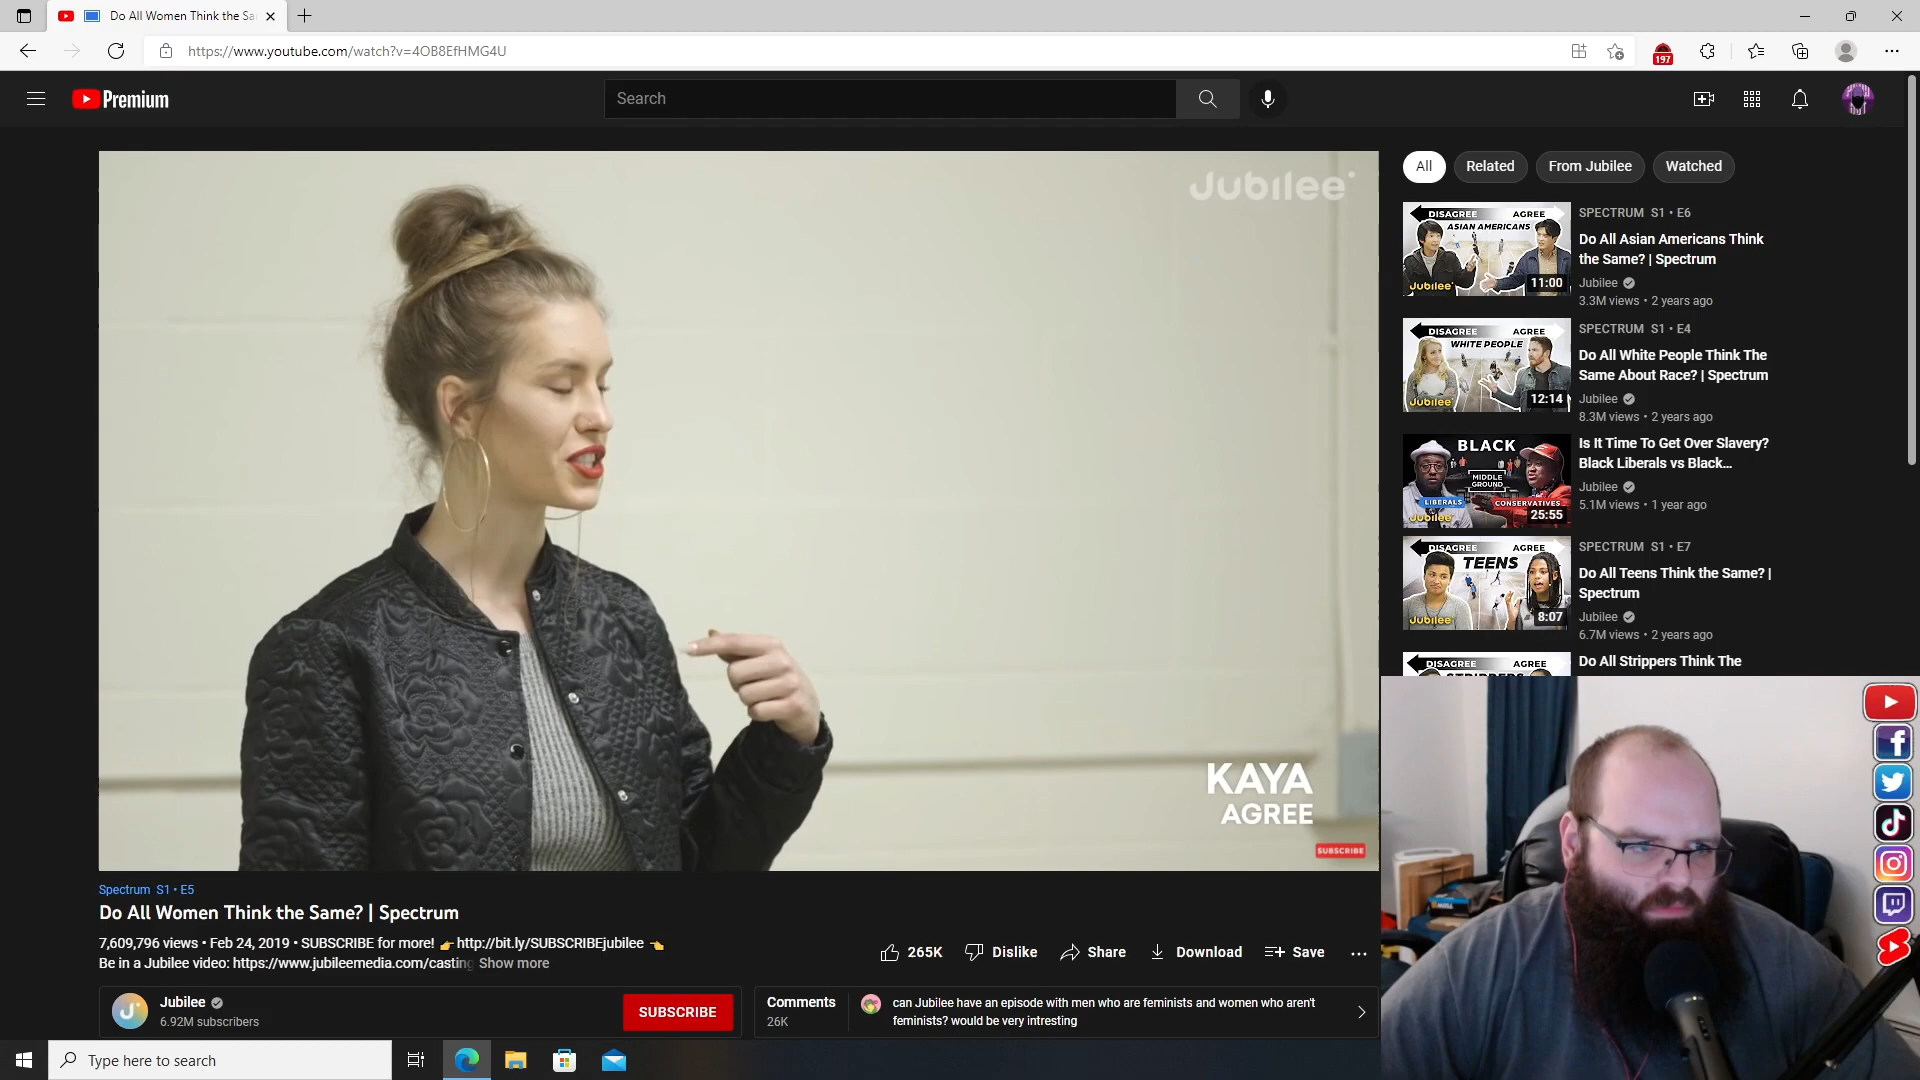 Do All Women Think the Sa
https://www.youtube.com/watch?v=4OB8EfHMG4U
197
Premium
Search
Jubilee
KAYA
AGREE
SUBSCRIBE
All
Related
From Jubilee
Watched
DISAGREE AGREE
ASIAN AMERICANS
Jubilee
11:00
SPECTRUM S1 • E6
Do All Asian Americans Think
the Same? | Spectrum
Jubilee
3.3M views • 2 years ago
DISAGREE AGREE
WHITE PEOPLE
Jubilee
12:14
SPECTRUM S1 • E4
Do All White People Think The
Same About Race? | Spectrum
Jubilee
8.3M views • 2 years ago
BLACK
MIDDLE
GROUND
LIBERALS
CONSERVATIVES
Jubilee
25:55
Is It Time To Get Over Slavery?
Black Liberals vs Black...
Jubilee
5.1M views • 1 year ago
DISAGREE AGREE
TEENS
Jubilee
8:07
SPECTRUM S1 • E7
Do All Teens Think the Same? |
Spectrum
Jubilee
6.7M views • 2 years ago
DISAGREE AGREE
Do All Strippers Think The
Spectrum S1 • E5
Do All Women Think the Same? | Spectrum
7,609,796 views • Feb 24, 2019 • SUBSCRIBE for more! 👉 http://bit.ly/SUBSCRIBEjubilee 👈
Be in a Jubilee video: https://www.jubileemedia.com/casting Show more
265K
Dislike
Share
Download
Save
Jubilee
6.92M subscribers
SUBSCRIBE
Comments
26K
can Jubilee have an episode with men who are feminists and women who aren't
feminists? would be very intresting
Type here to search